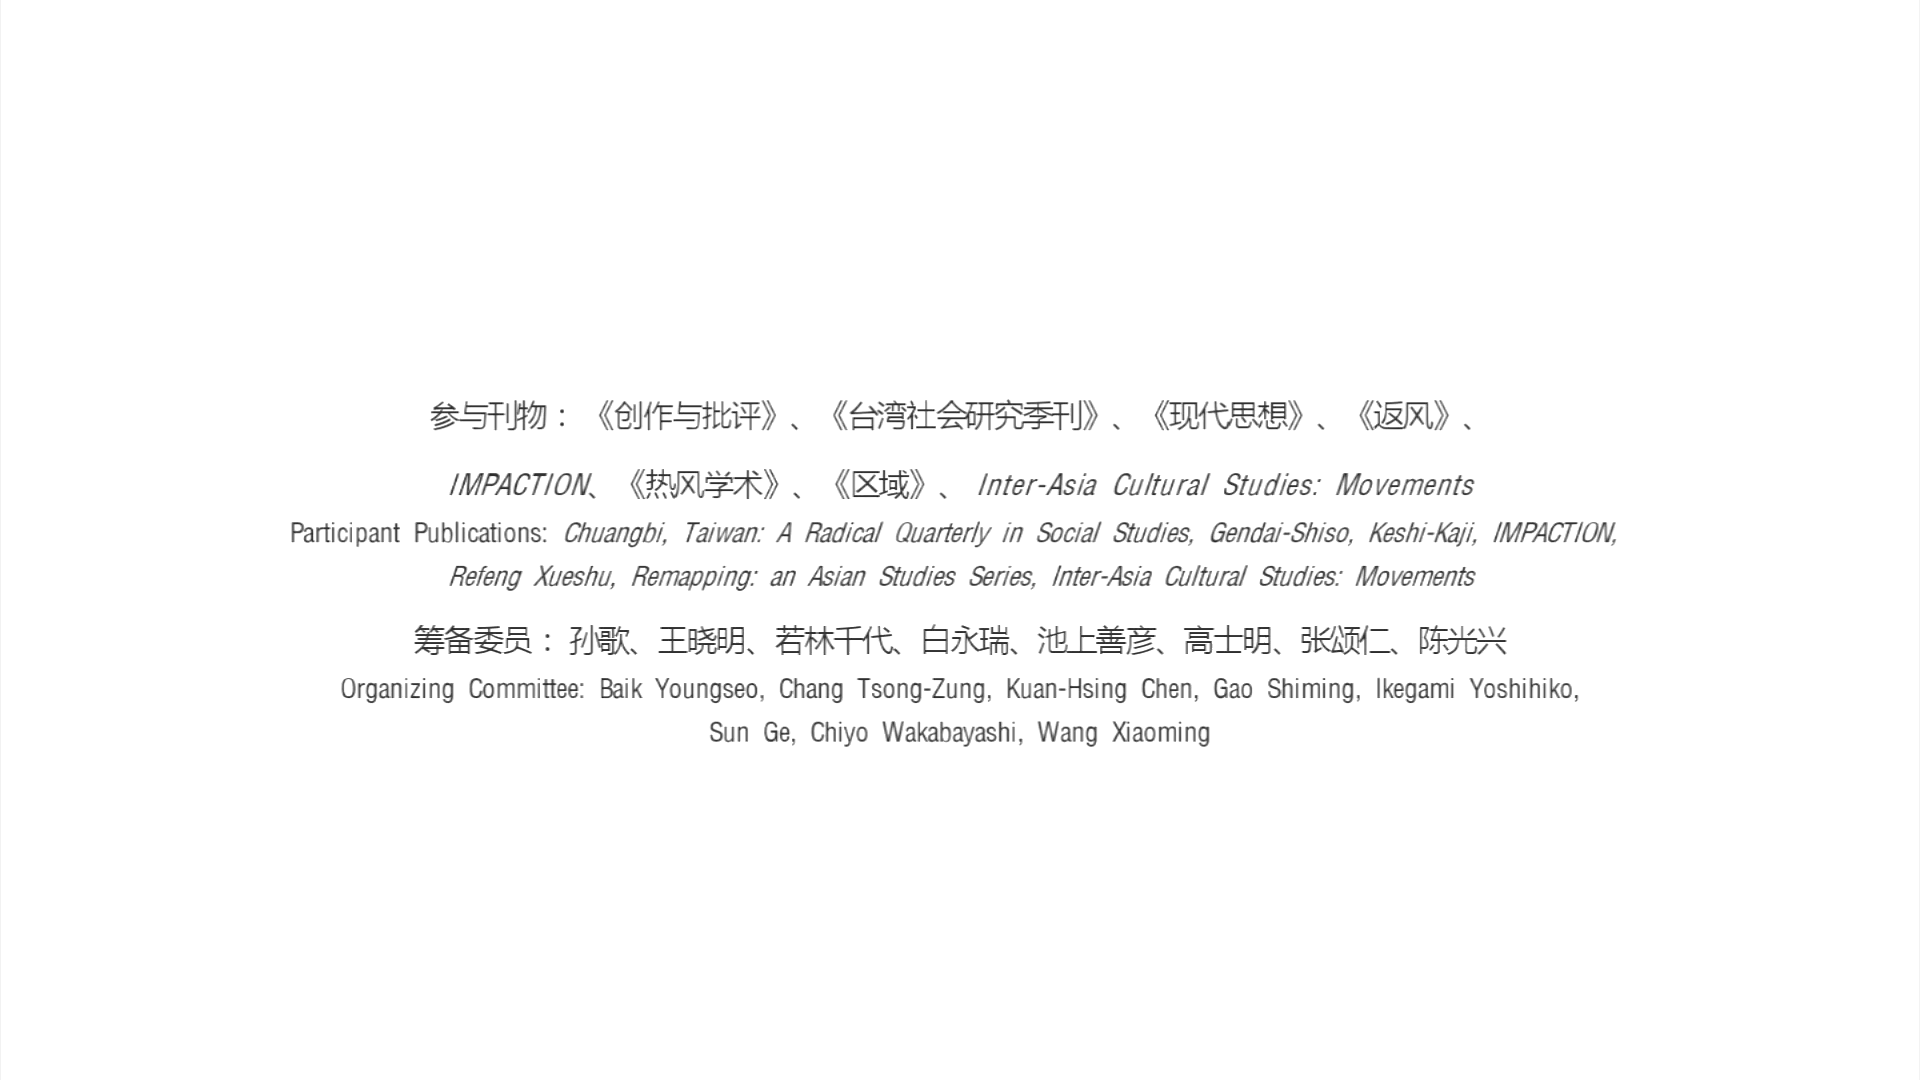 参与刊物：《创作与批评》、《台湾社会研究季刊》、《现代思想》、《返风》、
IMPACTION、《热风学术》、《区域》、 Inter-Asia Cultural Studies: Movements
Participant Publications: Chuangbi, Taiwan: A Radical Quarterly in Social Studies, Gendai-Shiso, Keshi-Kaji, IMPACTION,
Refeng Xueshu, Remapping: an Asian Studies Series, Inter-Asia Cultural Studies: Movements
筹备委员：孙歌、王晓明、若林千代、白永瑞、池上善彦、高士明、张颂仁、陈光兴
Organizing Committee: Baik Youngseo, Chang Tsong-Zung, Kuan-Hsing Chen, Gao Shiming, Ikegami Yoshihiko,
Sun Ge, Chiyo Wakabayashi, Wang Xiaoming